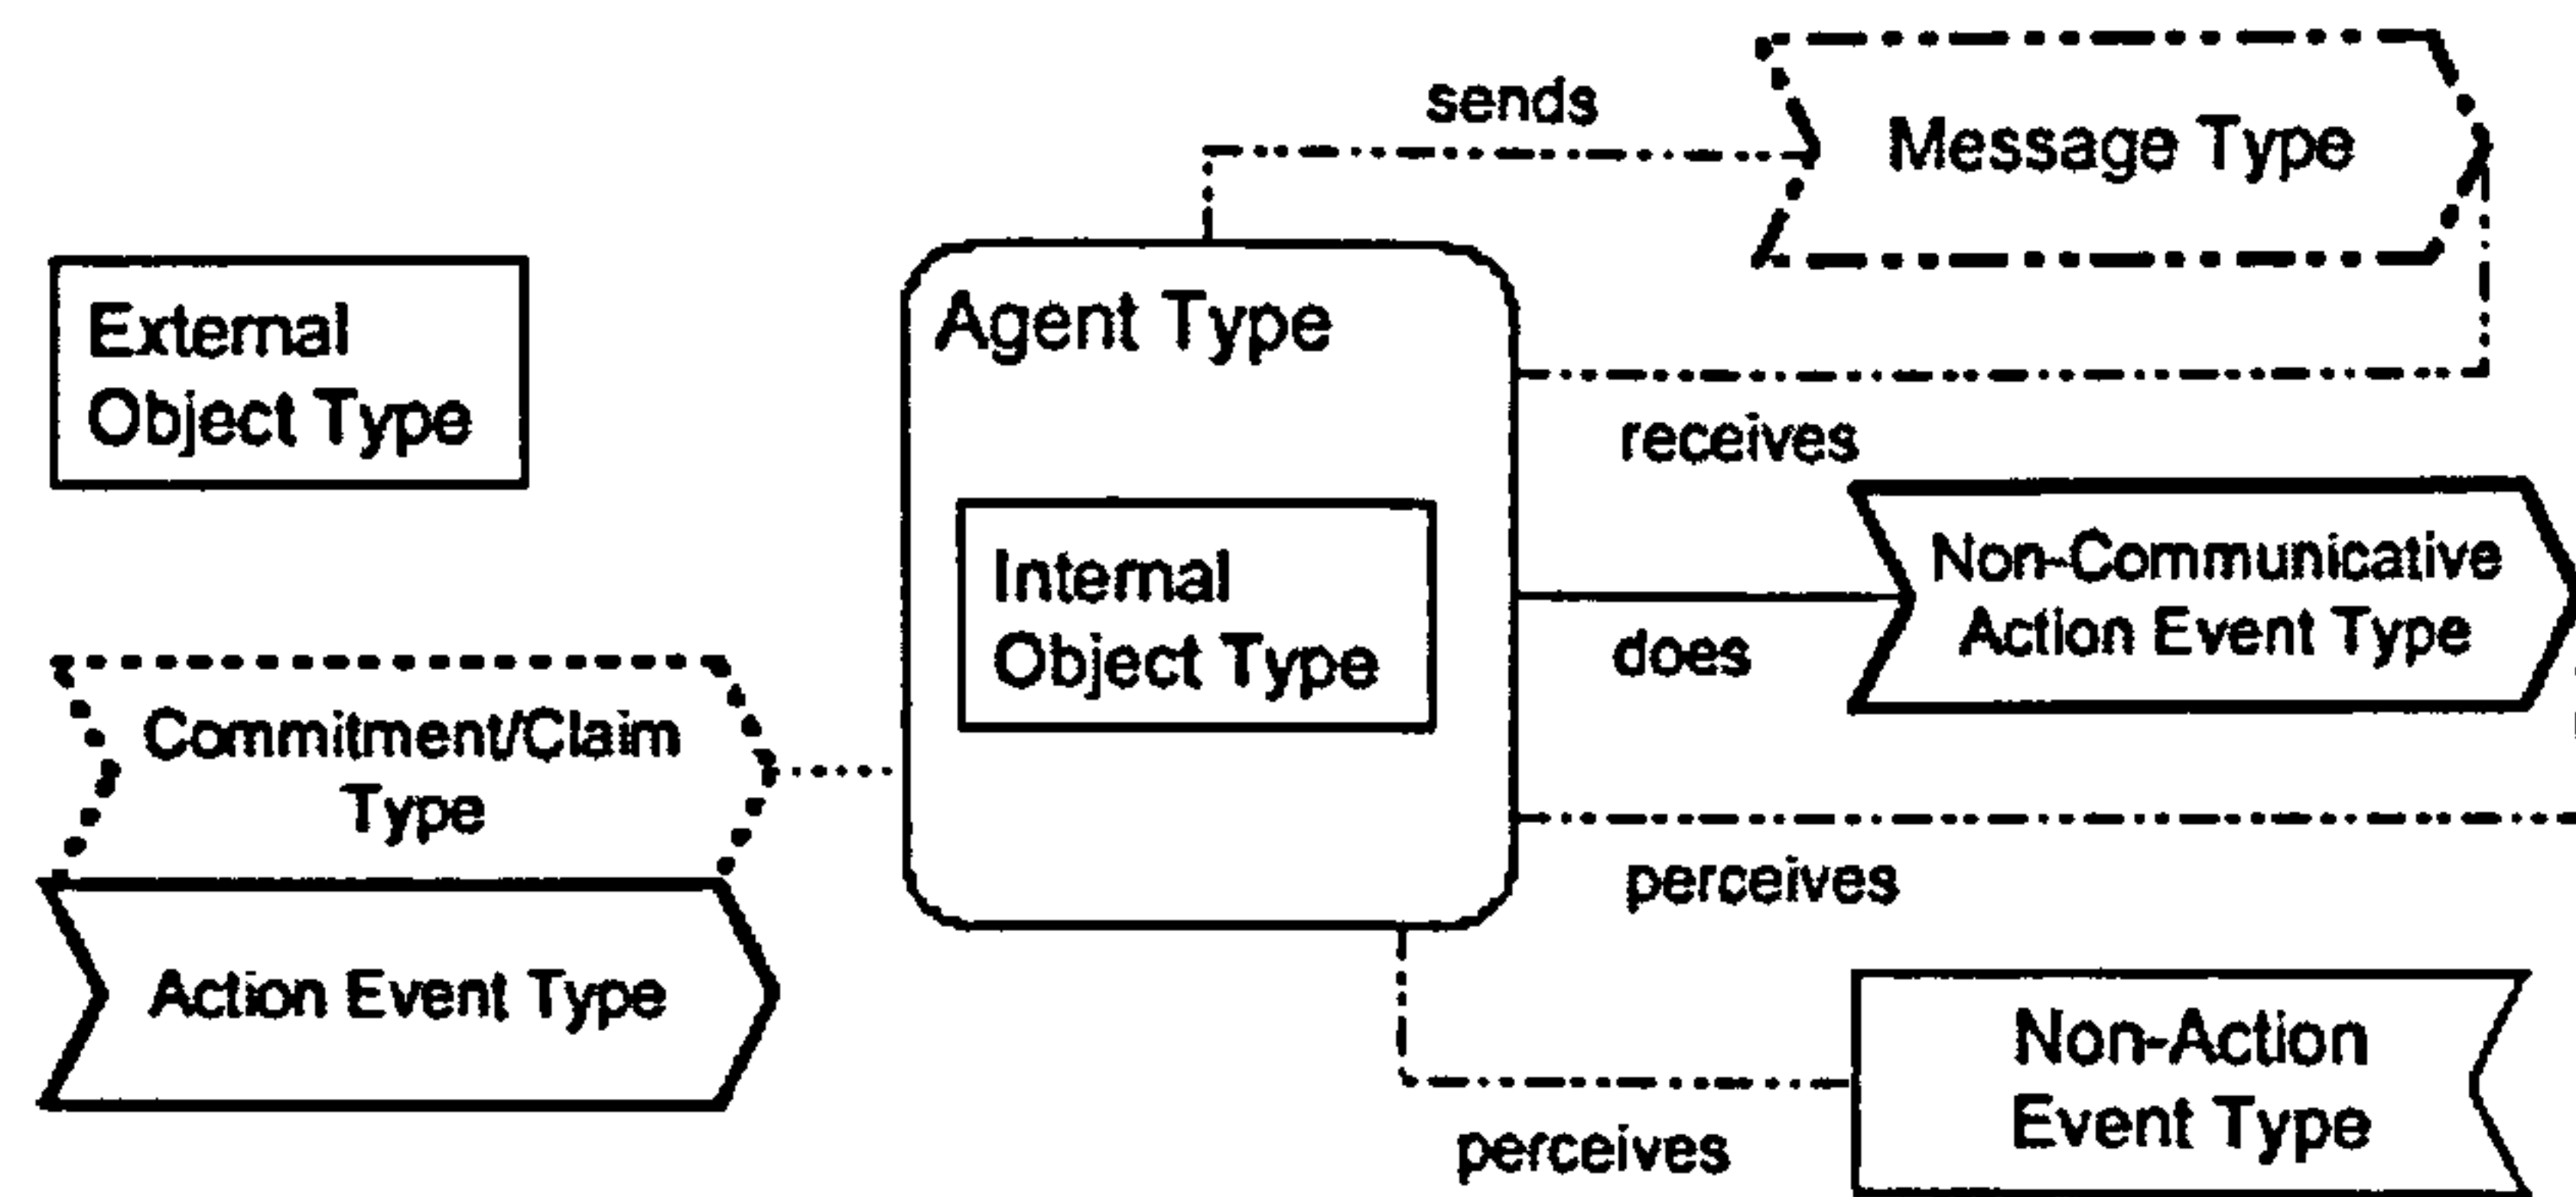 sends
Message Type
External
Object Type
Agent Type
receives
Internal
Object Type
Non-Communicative
Action Event Type
does
Commitment/Claim
Type
perceives
Action Event Type
Non-Action
Event Type
perceives